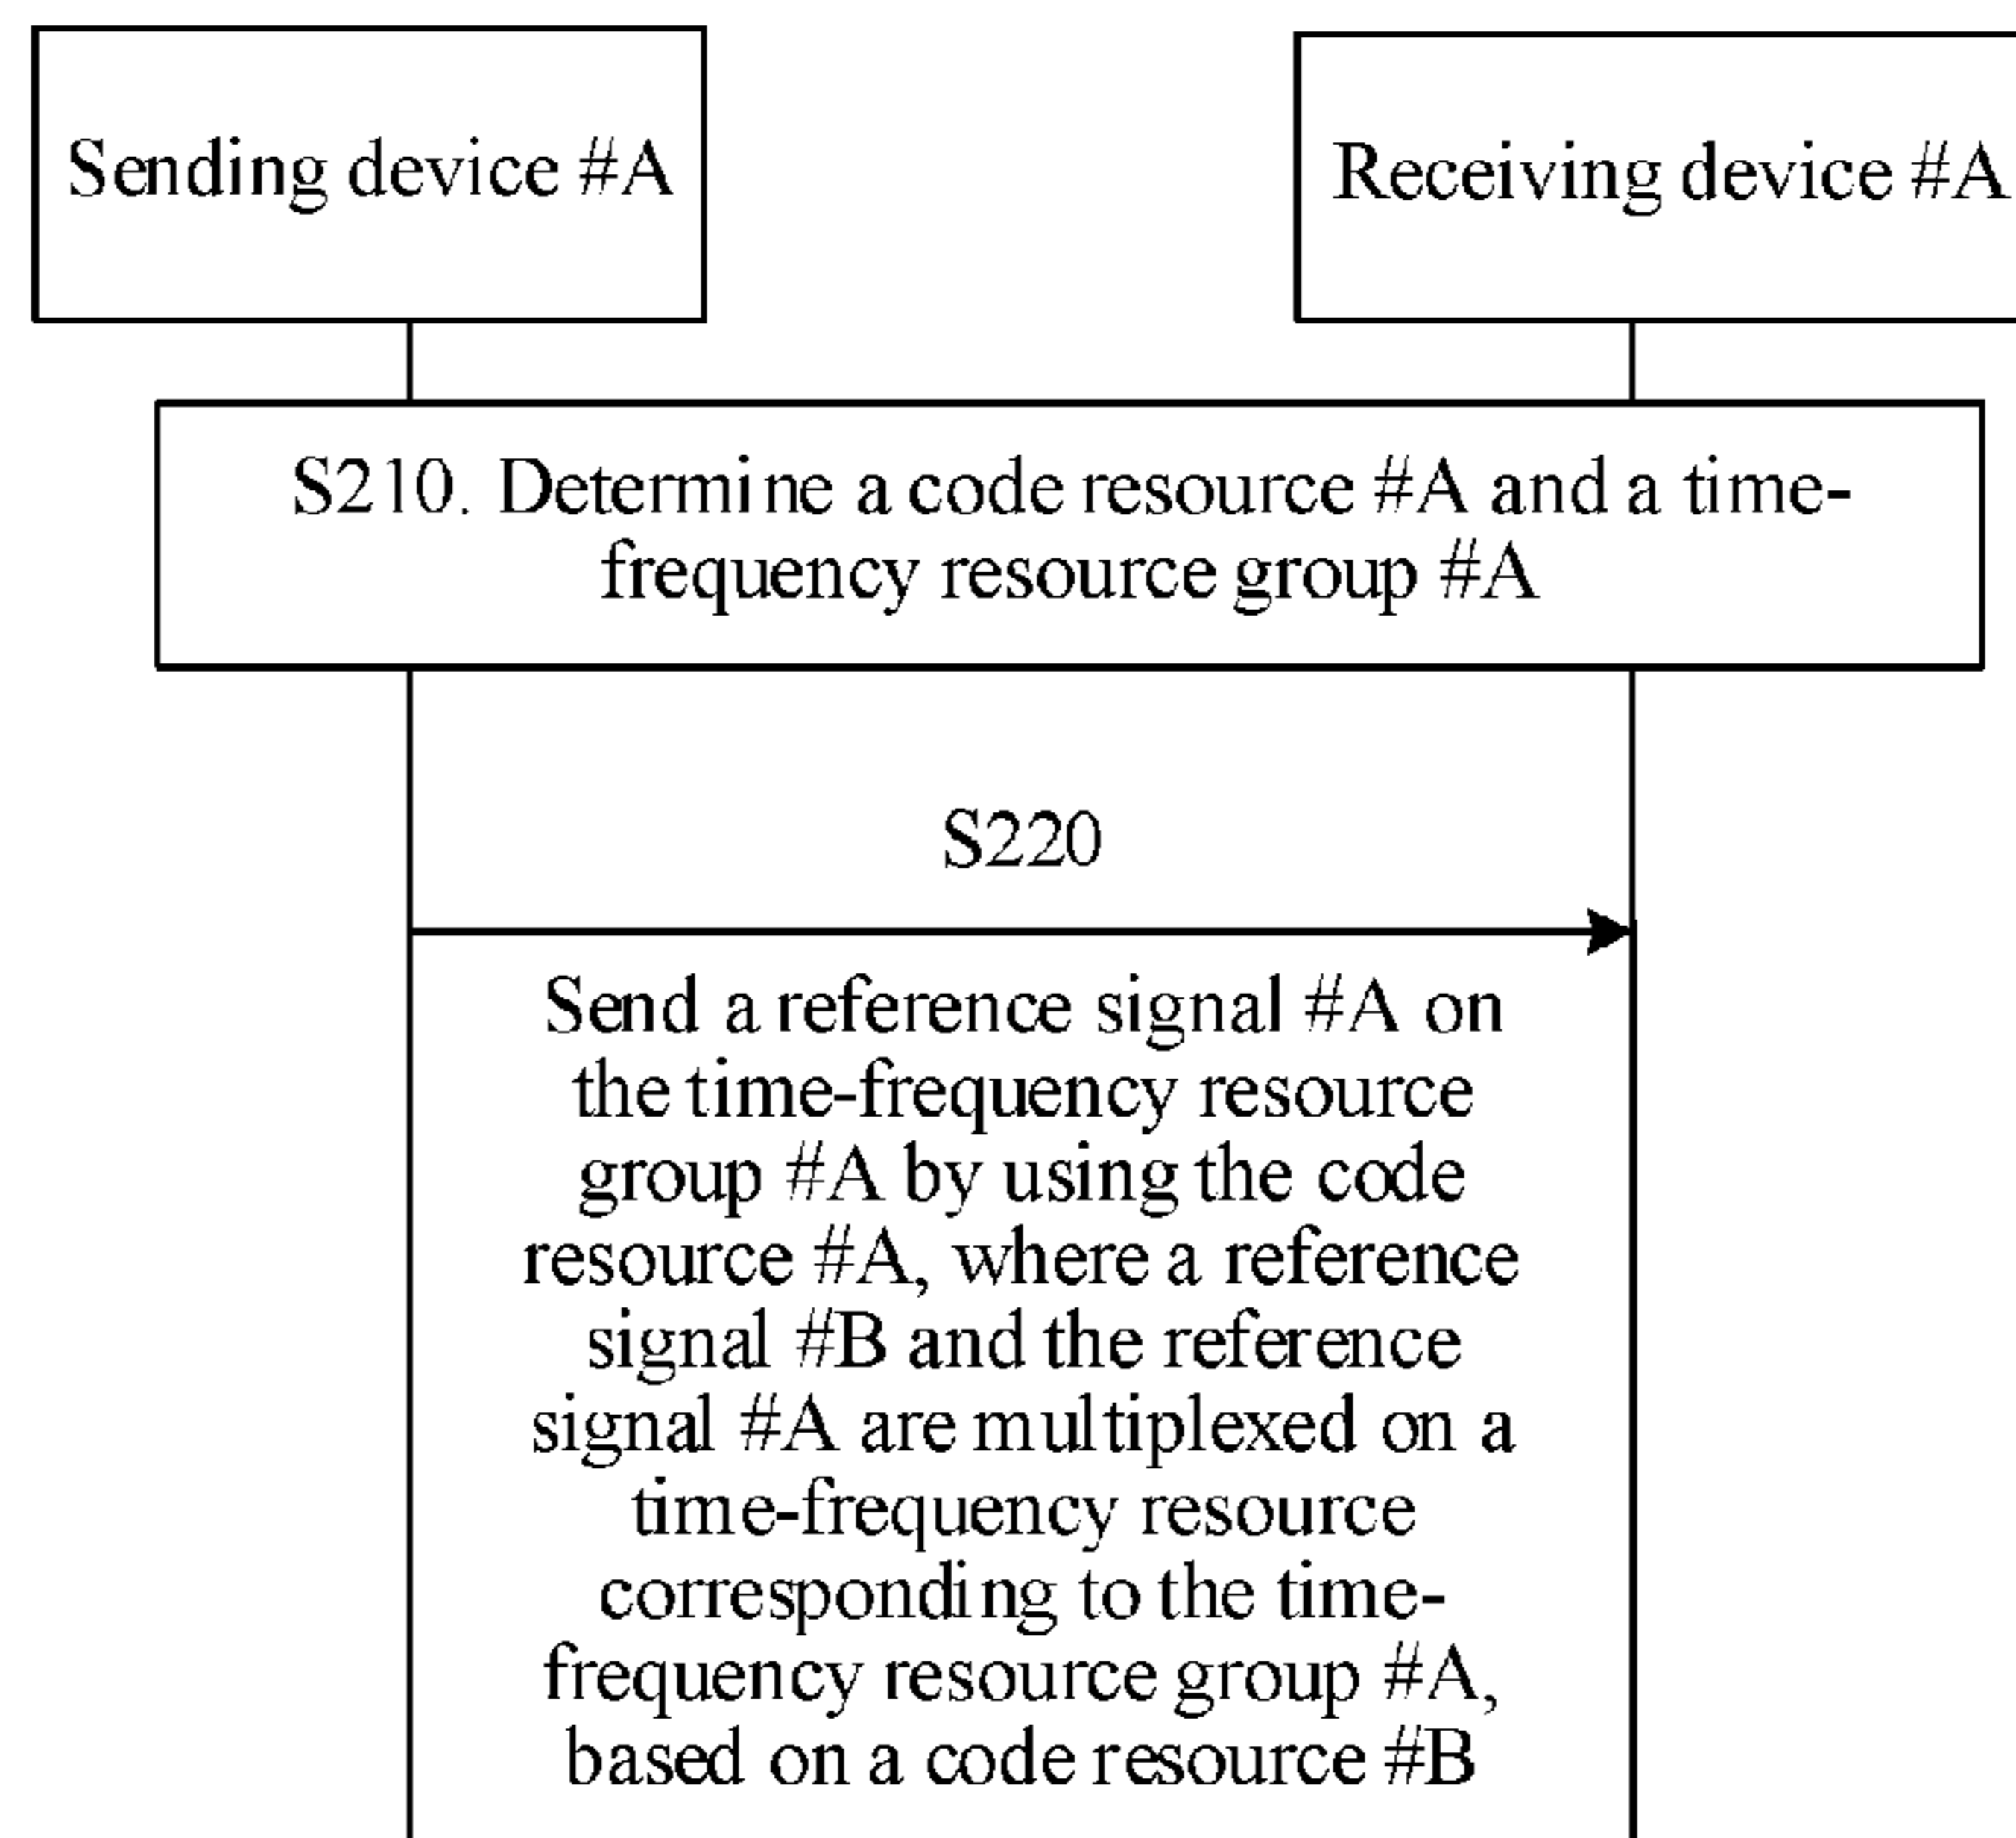 Sending device #A
Receiving device #A
S210. Determine a code resource #A and a time-
frequency resource group #A
S220
Send a reference signal #A on
the time-frequency resource
group #A by using the code
resource #A, where a reference
signal #B and the reference
signal #A are multiplexed on a
time-frequency resource
corresponding to the time-
frequency resource group #A,
based on a code resource #B